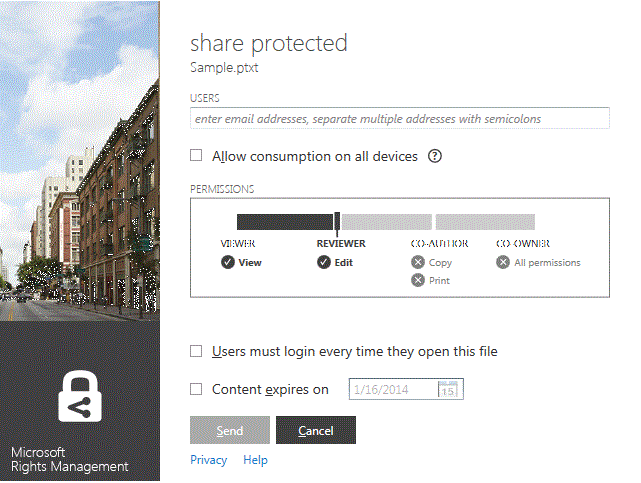 share protected
Sample.ptxt
USERS
enter email addresses, separate multiple addresses with semicolons
Allow consumption on all devices ?
PERMISSIONS
VIEWER REVIEWER CO-AUTHOR CO-OWNER
View Edit Copy All permissions
Print
Users must login every time they open this file
Content expires on 1/16/2014 15
Send Cancel
Microsoft
Rights Management
Privacy Help